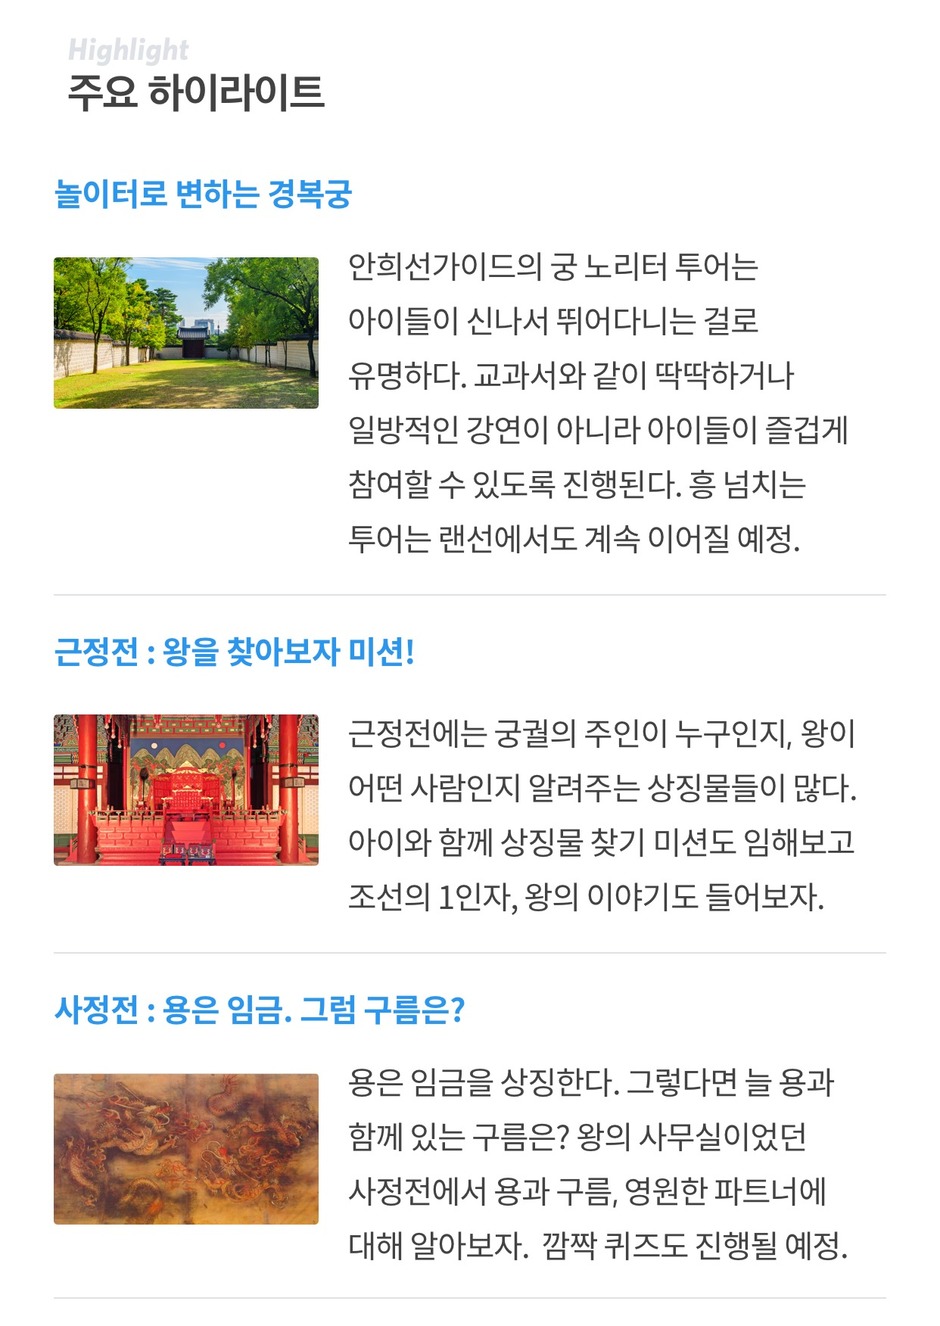 Highlight
주요 하이라이트
놀이터로 변하는 경복궁
안희선가이드의 궁 노리터 투어는
아이들이 신나서 뛰어다니는 걸로
유명하다. 교과서와 같이 딱딱하거나
일방적인 강연이 아니라 아이들이 즐겁게
참여할 수 있도록 진행된다. 흥 넘치는
투어는 랜선에서도 계속 이어질 예정.
근정전 : 왕을 찾아보자 미션!
근정전에는 궁궐의 주인이 누구인지, 왕이
어떤 사람인지 알려주는 상징물들이 많다.
아이와 함께 상징물 찾기 미션도 임해보고
조선의 1인자, 왕의 이야기도 들어보자.
사정전 : 용은 임금. 그럼 구름은?
용은 임금을 상징한다. 그렇다면 늘 용과
함께 있는 구름은? 왕의 사무실이었던
사정전에서 용과 구름, 영원한 파트너에
대해 알아보자. 깜짝 퀴즈도 진행될 예정.